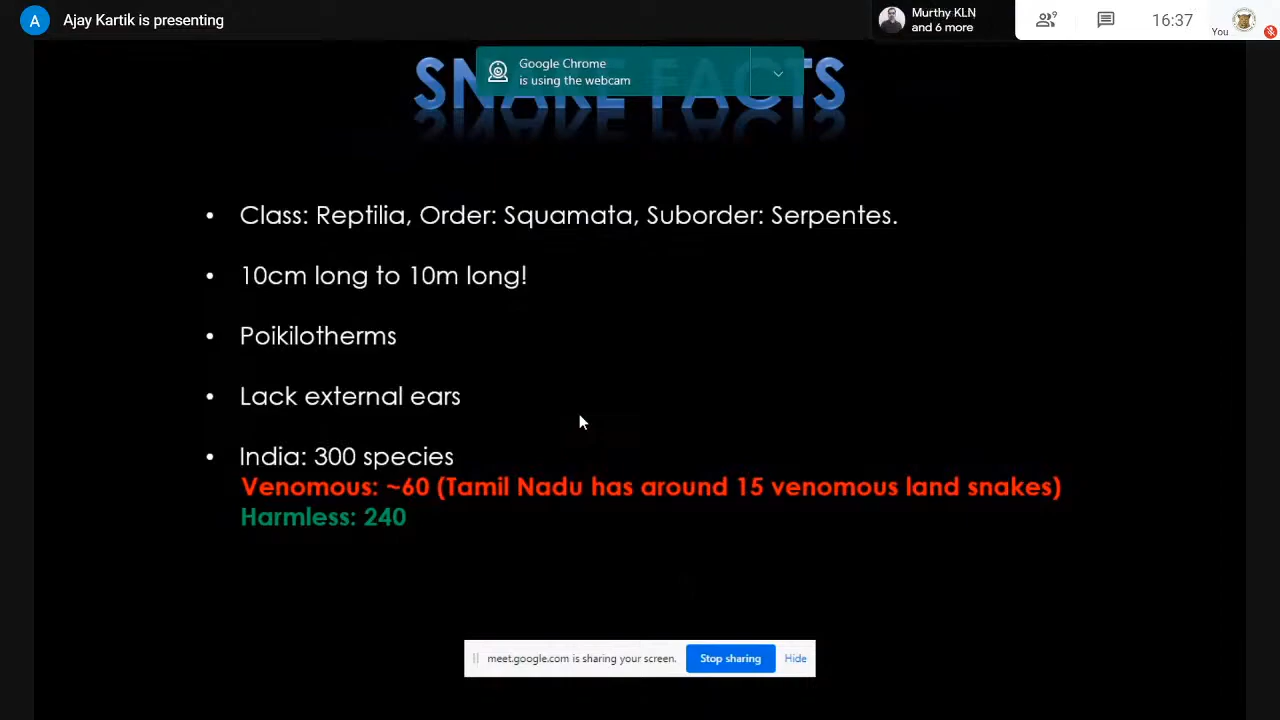 A Ajay Kartik is presenting
Murthy KLN
and 6 more
9
16:37
You
Google Chrome
is using the webcam
SNAKE FACTS
• Class: Reptilia, Order: Squamata, Suborder: Serpentes.
• 10cm long to 10m long!
• Poikilotherms
• Lack external ears
• India: 300 species
Venomous: ~60 (Tamil Nadu has around 15 venomous land snakes)
Harmless: 240
meet.google.com is sharing your screen. Stop sharing Hide